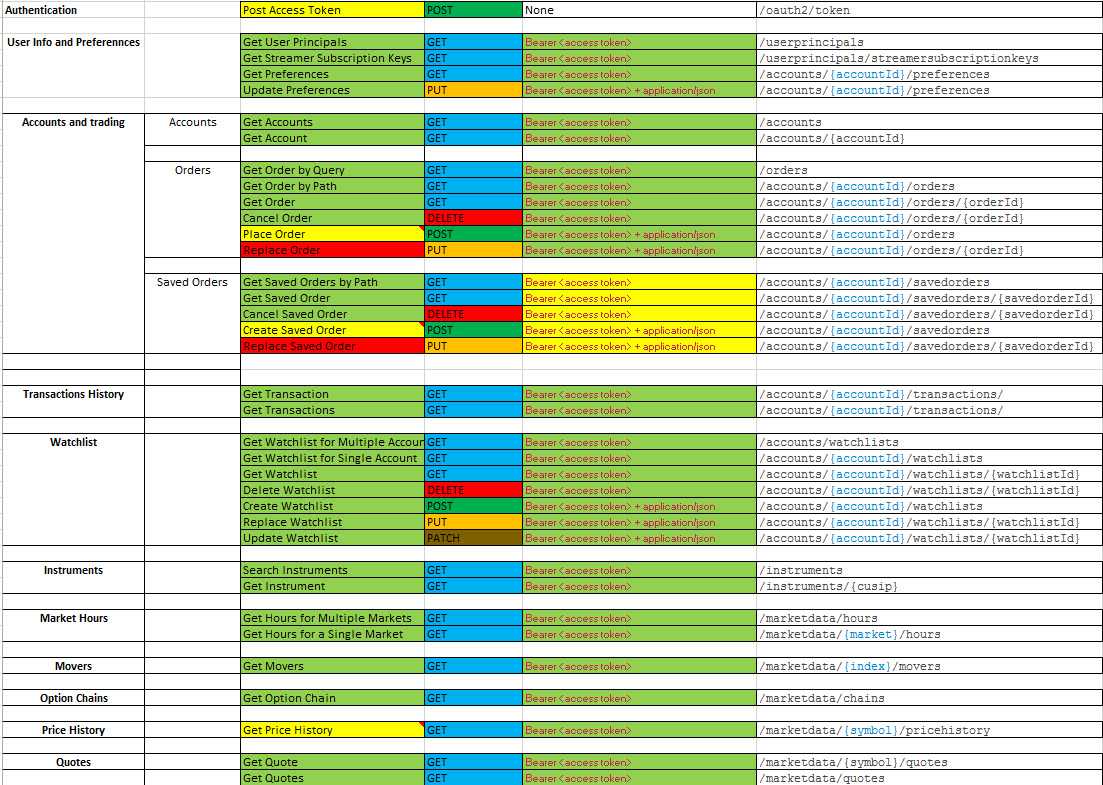 Authentication Post Access Token POST None /oauth2/token
User Info and Preferennces Get User Principals GET Bearer <access token> /userprincipals
Get Streamer Subscription Keys GET Bearer <access token> /userprincipals/streamersubscriptionkeys
Get Preferences GET Bearer <access token> /accounts/{accountId}/preferences
Update Preferences PUT Bearer <access token> + application/json /accounts/{accountId}/preferences
Accounts and trading Accounts Get Accounts GET Bearer <access token> /accounts
Get Account GET Bearer <access token> /accounts/{accountId}
Orders Get Order by Query GET Bearer <access token> /orders
Get Order by Path GET Bearer <access token> /accounts/{accountId}/orders
Get Order GET Bearer <access token> /accounts/{accountId}/orders/{orderId}
Cancel Order DELETE Bearer <access token> /accounts/{accountId}/orders/{orderId}
Place Order POST Bearer <access token> + application/json /accounts/{accountId}/orders
Replace Order PUT Bearer <access token> + application/json /accounts/{accountId}/orders/{orderId}
Saved Orders Get Saved Orders by Path GET Bearer <access token> /accounts/{accountId}/savedorders
Get Saved Order GET Bearer <access token> /accounts/{accountId}/savedorders/{savedorderId}
Cancel Saved Order DELETE Bearer <access token> /accounts/{accountId}/savedorders/{savedorderId}
Create Saved Order POST Bearer <access token> + application/json /accounts/{accountId}/savedorders
Replace Saved Order PUT Bearer <access token> + application/json /accounts/{accountId}/savedorders/{savedorderId}
Transactions History Get Transaction GET Bearer <access token> /accounts/{accountId}/transactions/
Get Transactions GET Bearer <access token> /accounts/{accountId}/transactions/
Watchlist Get Watchlist for Multiple Accour GET Bearer <access token> /accounts/watchlists
Get Watchlist for Single Account GET Bearer <access token> /accounts/{accountId}/watchlists
Get Watchlist GET Bearer <access token> /accounts/{accountId}/watchlists/{watchlistId}
Delete Watchlist DELETE Bearer <access token> /accounts/{accountId}/watchlists/{watchlistId}
Create Watchlist POST Bearer <access token> + application/json /accounts/{accountId}/watchlists
Replace Watchlist PUT Bearer <access token> + application/json /accounts/{accountId}/watchlists/{watchlistId}
Update Watchlist PATCH Bearer <access token> + application/json /accounts/{accountId}/watchlists/{watchlistId}
Instruments Search Instruments GET Bearer <access token> /instruments
Get Instrument GET Bearer <access token> /instruments/{cusip}
Market Hours Get Hours for Multiple Markets GET Bearer <access token> /marketdata/hours
Get Hours for a Single Market GET Bearer <access token> /marketdata/{market}/hours
Movers Get Movers GET Bearer <access token> /marketdata/{index}/movers
Option Chains Get Option Chain GET Bearer <access token> /marketdata/chains
Price History Get Price History GET Bearer <access token> /marketdata/{symbol}/pricehistory
Quotes Get Quote GET Bearer <access token> /marketdata/{symbol}/quotes
Get Quotes GET Bearer <access token> /marketdata/quotes